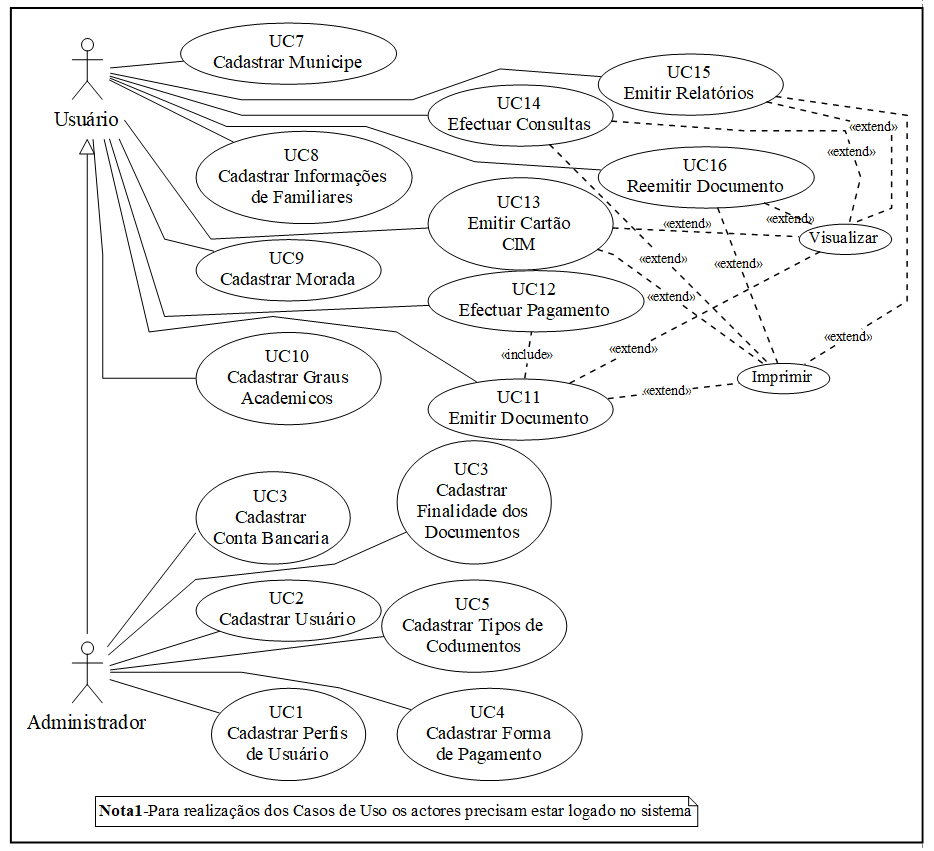 UC7
Cadastrar Municipe
UC15
Emitir Relatórios
UC14
Efectuar Consultas
Usuário
«extend»
«extend»
UC8
Cadastrar Informações
de Familiares
UC16
Reemitir Documento
UC13
Emitir Cartão
CIM
«extend»
«extend»
Visualizar
UC9
Cadastrar Morada
«extend»
«extend»
UC12
Efectuar Pagamento
«extend»
«include»
«extend»
«extend»
UC10
Cadastrar Graus
Academicos
Imprimir
«extend»
UC11
Emitir Documento
UC3
Cadastrar
Conta Bancaria
UC3
Cadastrar
Finalidade dos
Documentos
UC2
Cadastrar Usuário
UC5
Cadastrar Tipos de
Codumentos
Administrador
UC1
Cadastrar Perfis
de Usuário
UC4
Cadastrar Forma
de Pagamento
Nota1-Para realizaçãos dos Casos de Uso os actores precisam estar logado no sistema